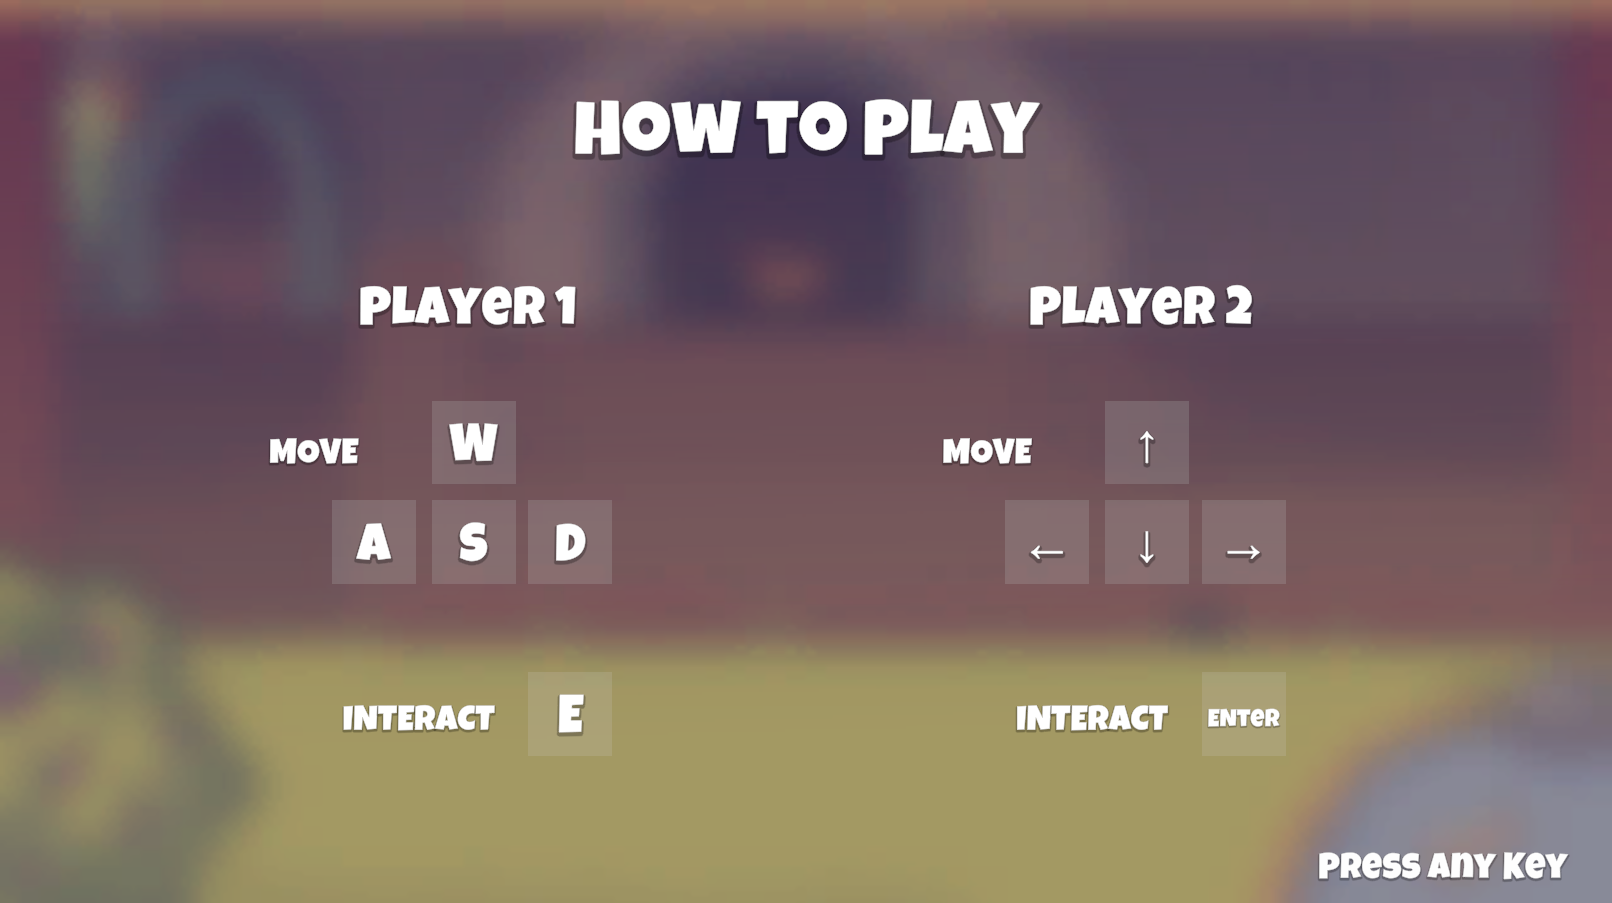 HOW TO PLAY
PLAYER 1
MOVE W
A S D
INTERACT E
PLAYER 2
MOVE ↑
← ↓ →
INTERACT ENTER
PRESS ANY KEY